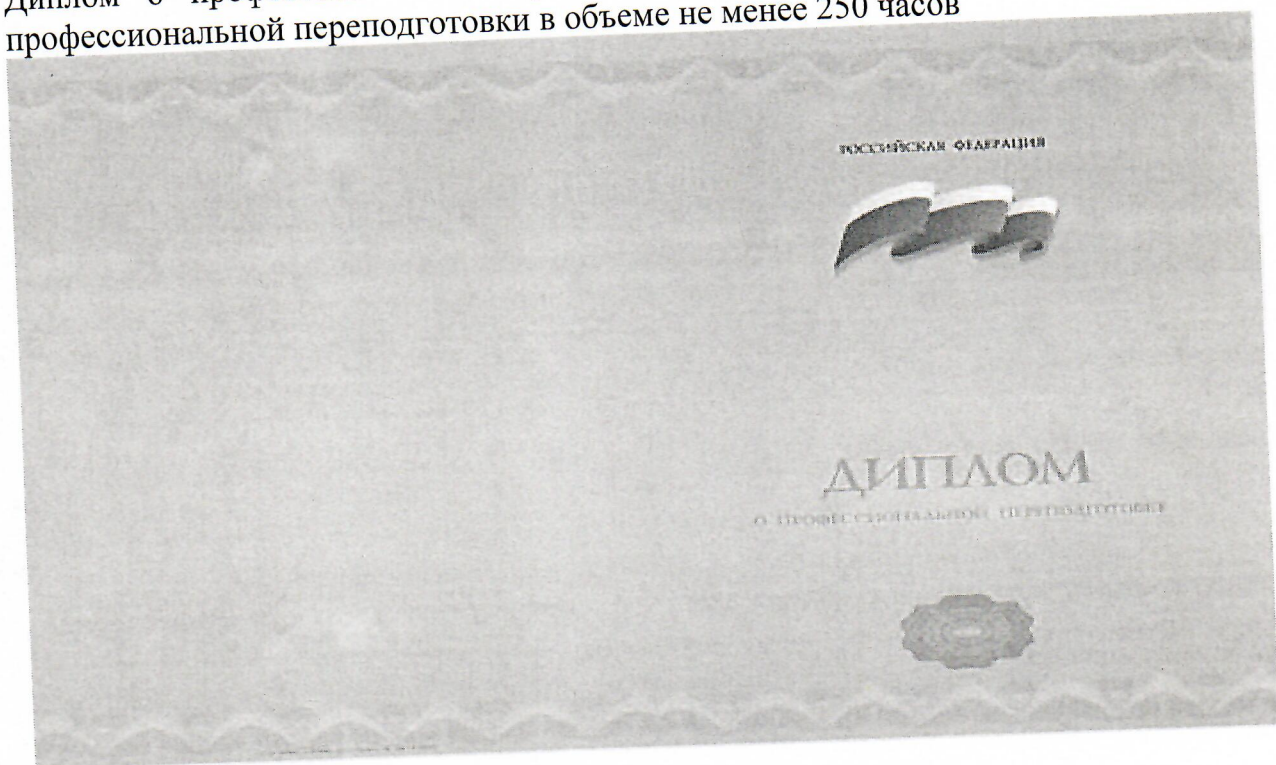 Диплом о
профессиональной переподготовки в объеме не менее 250 часов
РОССИЙСКАЯ ФЕДЕРАЦИЯ
ДИПЛОМ
О ПРОФЕССИОНАЛЬНОЙ ПЕРЕПОДГОТОВКЕ